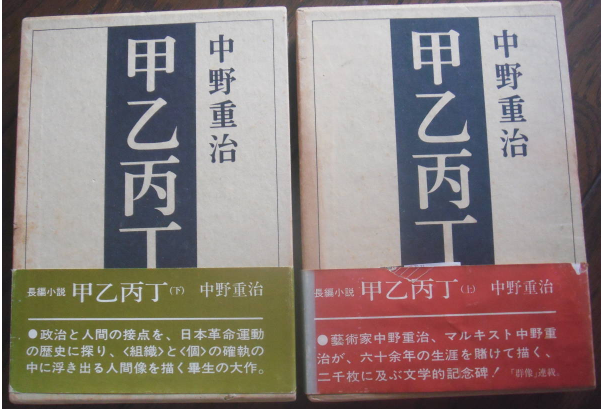 中野重治
甲乙丙丁
長編小説 甲乙丙丁(下) 中野重治
●政治と人間の接点を、日本革命運動
の歴史に探り、<組織>と<個>の確執の
中に浮き出る人間像を描く畢生の大作。
中野重治
甲乙丙丁
長編小説 甲乙丙丁(上) 中野重治
●藝術家中野重治、マルキスト中野重
治が、六十余年の生涯を賭けて描く、
二千枚に及ぶ文学的記念碑! 「群像」連載。